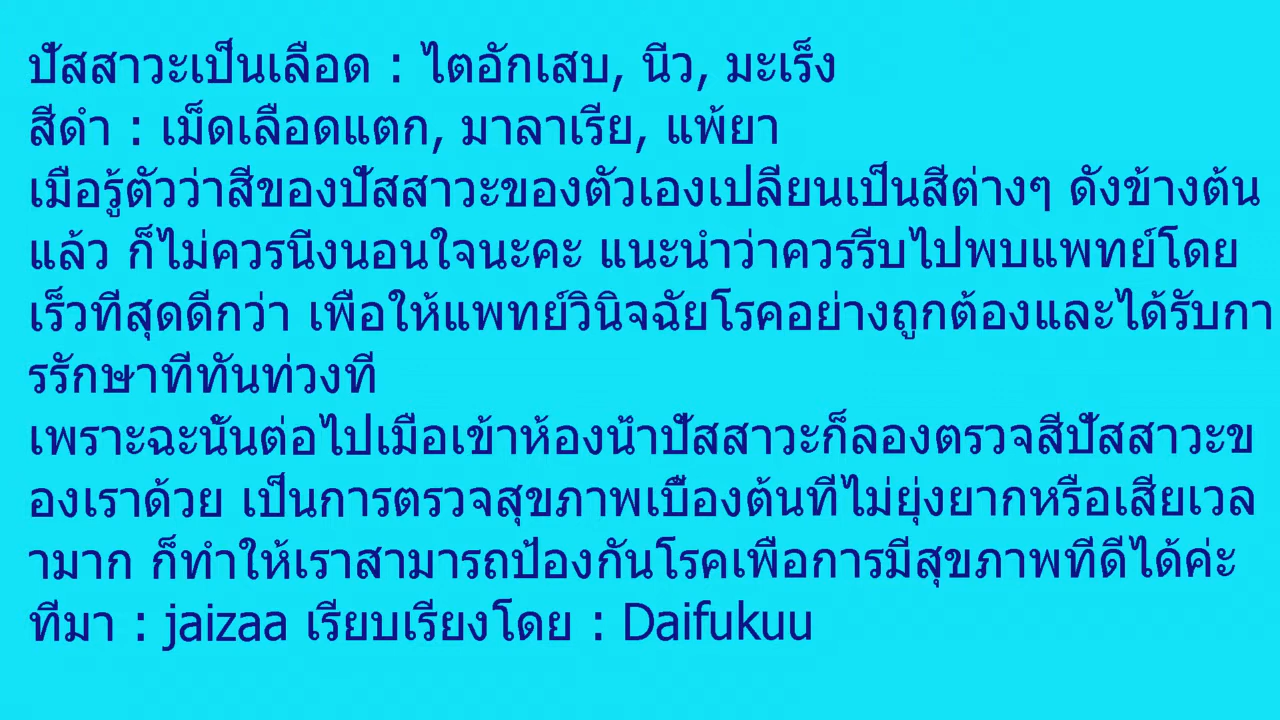 ปัสสาวะเป็นเลือด : ไตอักเสบ, นิ่ว, มะเร็ง
สีดำ : เม็ดเลือดแตก, มาลาเรีย, แพ้ยา
เมื่อรู้ตัวว่าสีของปัสสาวะของตัวเองเปลี่ยนเป็นสีต่างๆ ดังข้างต้น
แล้ว ก็ไม่ควรนิ่งนอนใจนะคะ แนะนำว่าควรรีบไปพบแพทย์โดย
เร็วที่สุดดีกว่า เพื่อให้แพทย์วินิจฉัยโรคอย่างถูกต้องและได้รับกา
รรักษาที่ทันท่วงที
เพราะฉะนั้นต่อไปเมื่อเข้าห้องน้ำปัสสาวะก็ลองตรวจสีปัสสาวะข
องเราด้วย เป็นการตรวจสุขภาพเบื้องต้นที่ไม่ยุ่งยากหรือเสียเวล
ามาก ก็ทำให้เราสามารถป้องกันโรคเพื่อการมีสุขภาพที่ดีได้ค่ะ
ที่มา : jaizaa เรียบเรียงโดย : Daifukuu